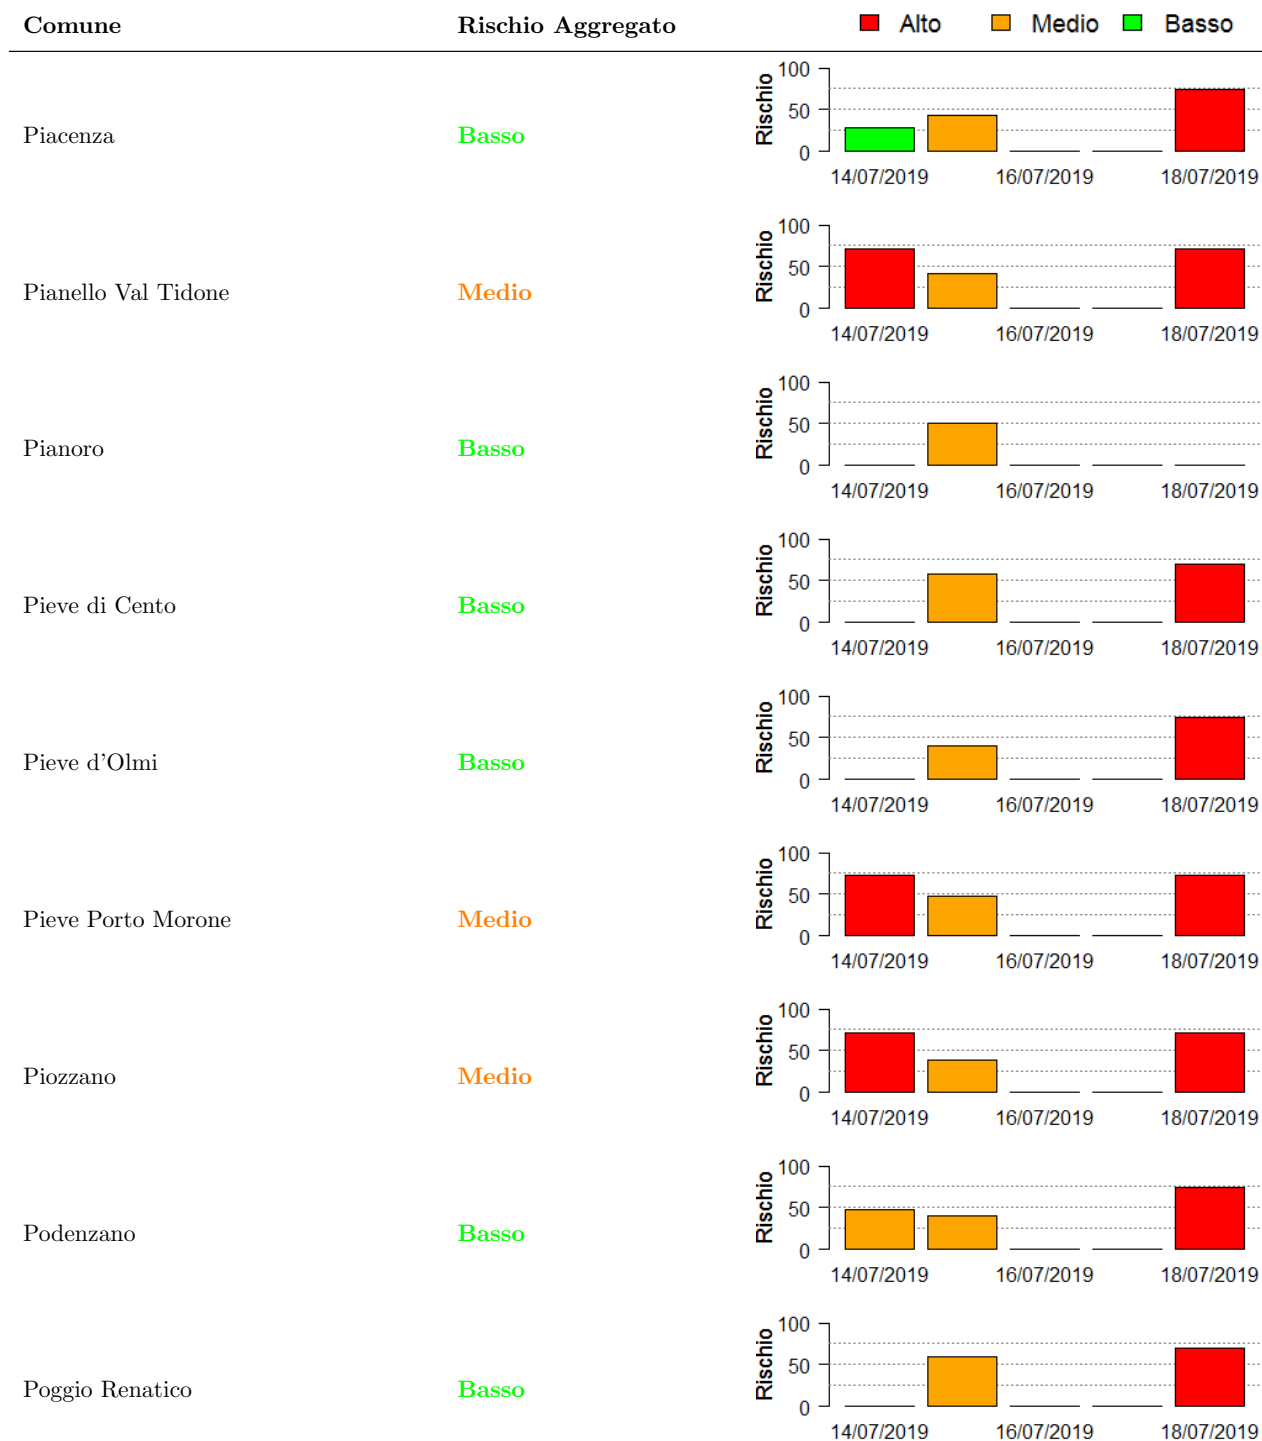 Comune Rischio Aggregato Alto Medio Basso
Piacenza Basso Rischio 100 50 0
14/07/2019 16/07/2019 18/07/2019
Pianello Val Tidone Medio Rischio 100 50 0
14/07/2019 16/07/2019 18/07/2019
Pianoro Basso Rischio 100 50 0
14/07/2019 16/07/2019 18/07/2019
Pieve di Cento Basso Rischio 100 50 0
14/07/2019 16/07/2019 18/07/2019
Pieve d'Olmi Basso Rischio 100 50 0
14/07/2019 16/07/2019 18/07/2019
Pieve Porto Morone Medio Rischio 100 50 0
14/07/2019 16/07/2019 18/07/2019
Piozzano Medio Rischio 100 50 0
14/07/2019 16/07/2019 18/07/2019
Podenzano Basso Rischio 100 50 0
14/07/2019 16/07/2019 18/07/2019
Poggio Renatico Basso Rischio 100 50 0
14/07/2019 16/07/2019 18/07/2019